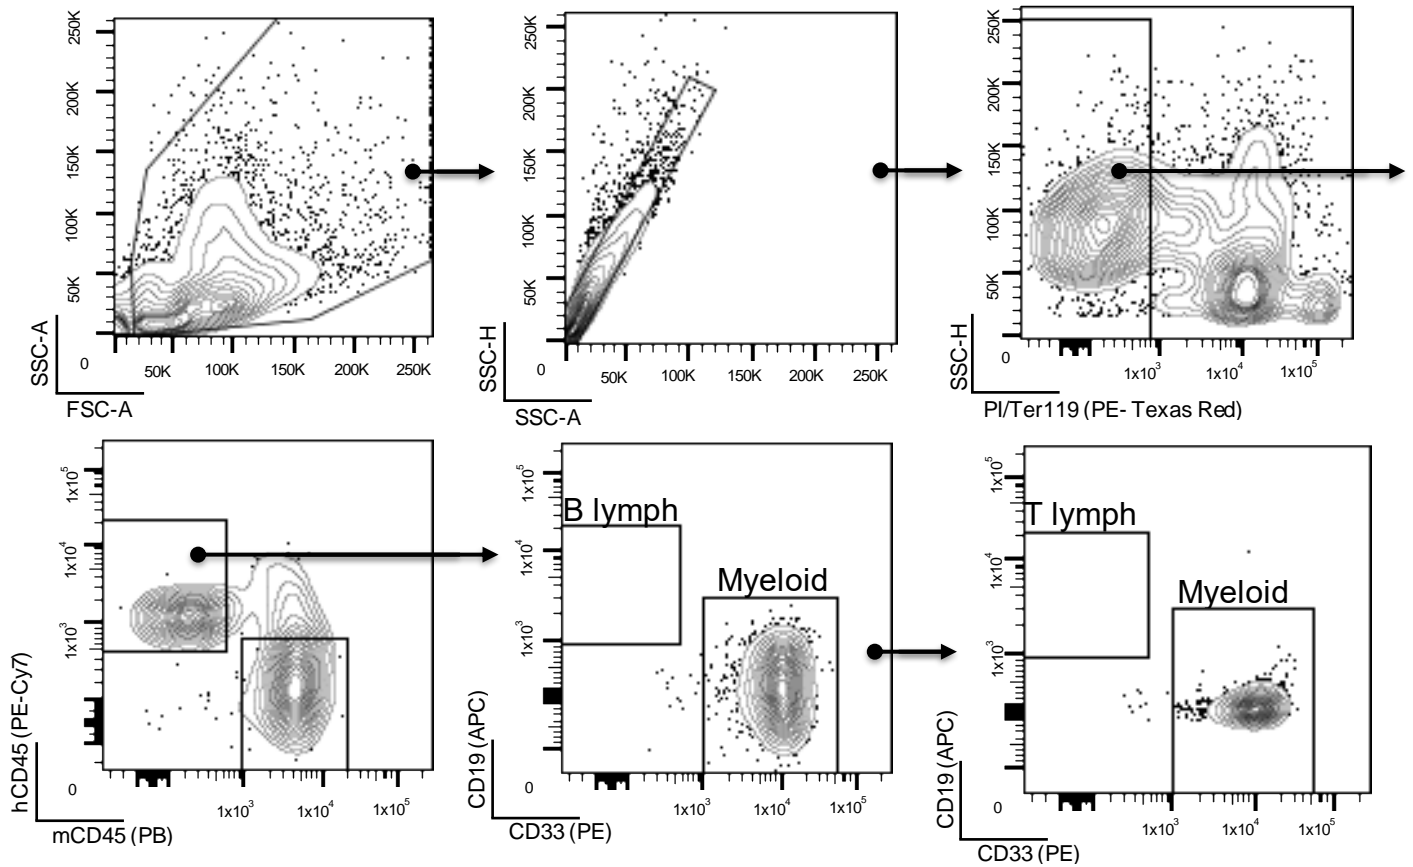 250K
200K
150K
100K
50K
0
SSC-A
50K 100K 150K 200K 250K
FSC-A
250K
200K
150K
100K
50K
0
SSC-H
50K 100K 150K 200K 250K
SSC-A
250K
200K
150K
100K
50K
0
SSC-H
1x10³ 1x10⁴ 1x10⁵
PI/Ter119 (PE- Texas Red)
1x10⁵
1x10⁴
1x10³
0
hCD45 (PE-Cy7)
1x10³ 1x10⁴ 1x10⁵
mCD45 (PB)
B lymph
Myeloid
1x10⁵
1x10⁴
1x10³
0
CD19 (APC)
1x10³ 1x10⁴ 1x10⁵
CD33 (PE)
T lymph
Myeloid
1x10⁵
1x10⁴
1x10³
0
CD19 (APC)
1x10³ 1x10⁴ 1x10⁵
CD33 (PE)